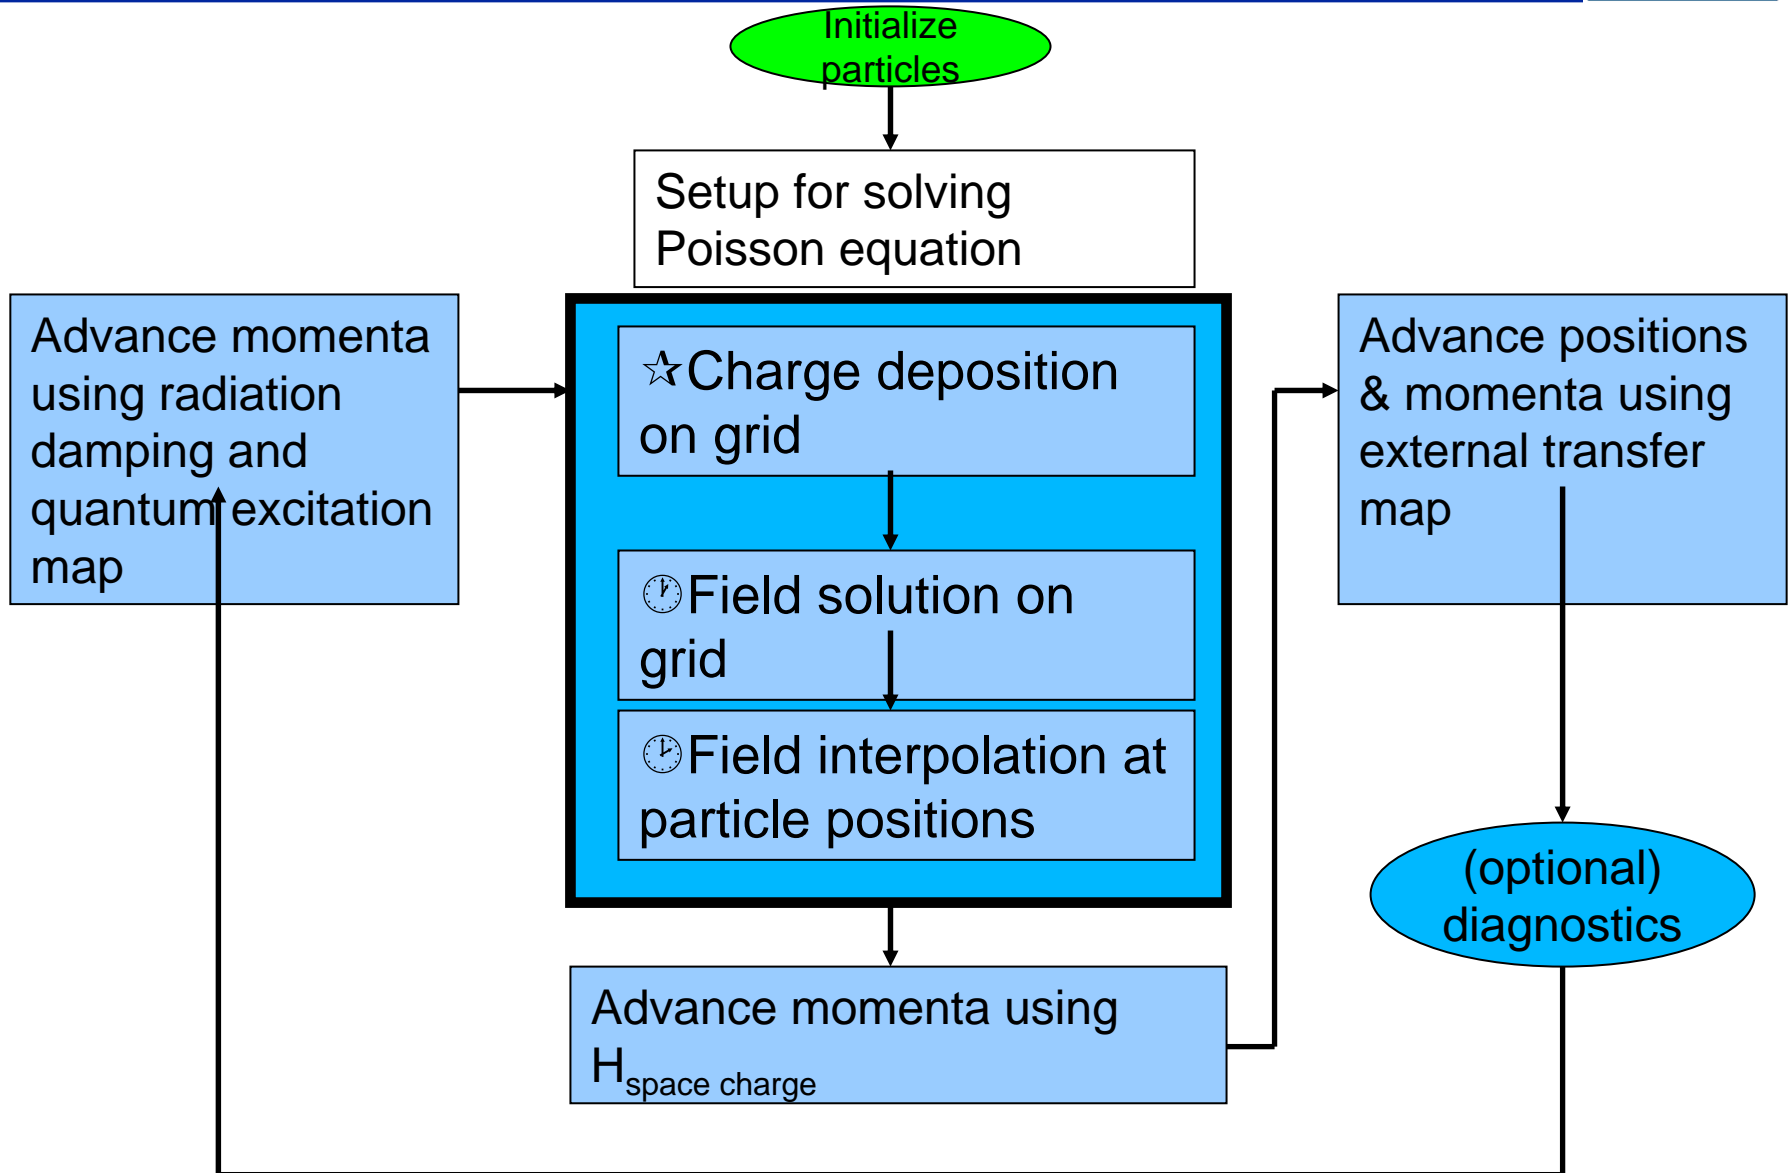 Initialize
particles
Setup for solving
Poisson equation
Advance momenta
using radiation
damping and
quantum excitation
map
☆Charge deposition
on grid
🕐Field solution on
grid
🕑Field interpolation at
particle positions
Advance momenta using
H_space charge
Advance positions
& momenta using
external transfer
map
(optional)
diagnostics